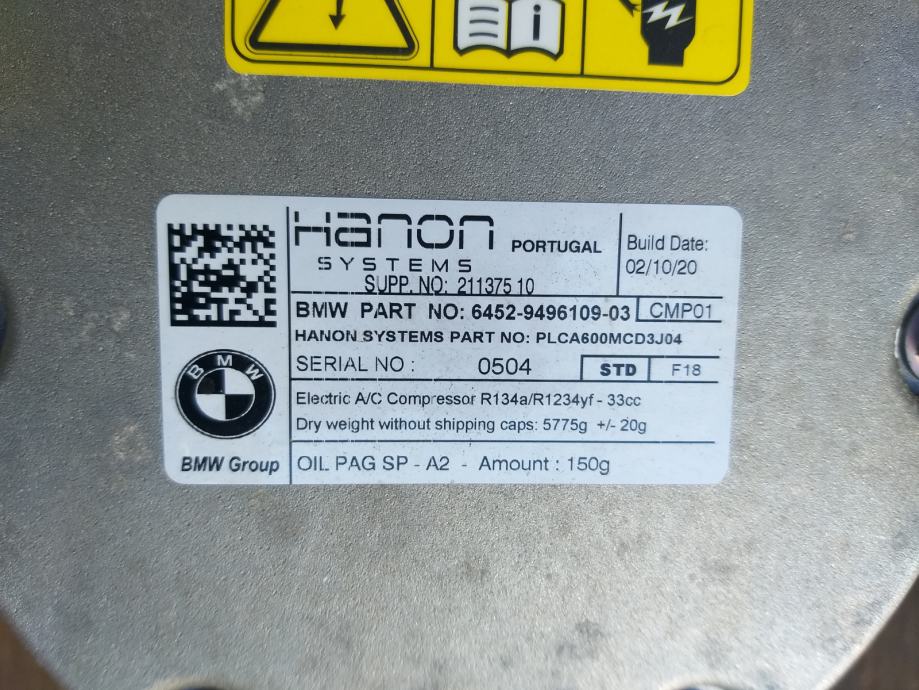 Hanon
PORTUGAL
SYSTEMS
SUPP. NO: 21137510
Build Date:
02/10/20
BMW PART NO: 6452-9496109-03
CMP01
HANON SYSTEMS PART NO: PLCA600MCD3J04
SERIAL NO : 0504
STD
F18
Electric A/C Compressor R134a/R1234yf - 33cc
Dry weight without shipping caps: 5775g +/- 20g
OIL PAG SP - A2 - Amount : 150g
BMW
BMW Group